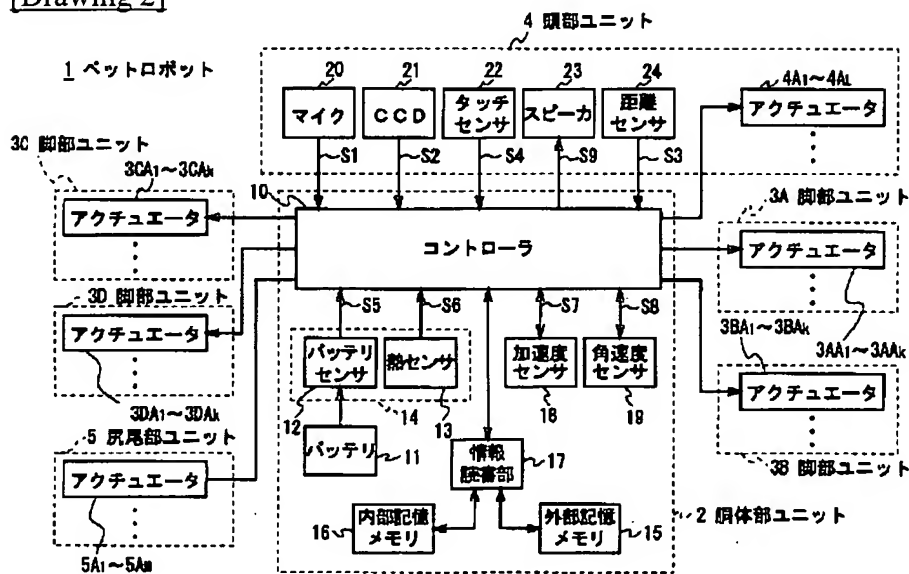 [Drawing 2]
4 頭部ユニット
1 ペットロボット
20
21
22
23
24
マイク
CCD
タッチ
センサ
スピーカ
距離
センサ
4A1〜4AL
アクチュエータ
S1
S2
S4
S9
S3
3C 脚部ユニット
3CA1〜3CAk
アクチュエータ
10
コントローラ
3A 脚部ユニット
アクチュエータ
3AA1〜3AAk
3D 脚部ユニット
アクチュエータ
3DA1〜3DAk
S5
S6
S7
S8
バッテリ
センサ
熱センサ
加速度
センサ
角速度
センサ
12
14
13
18
19
3BA1〜3BAk
アクチュエータ
3B 脚部ユニット
5 尻尾部ユニット
アクチュエータ
5A1〜5Am
バッテリ
11
情報
読書部
17
内部記憶
メモリ
16
外部記憶
メモリ
15
2 胴体部ユニット